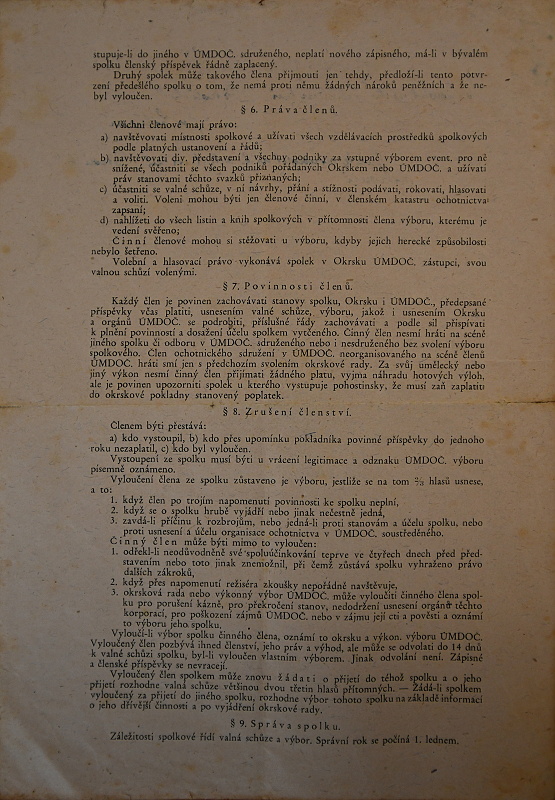 stupuje-li do jiného v ÚMDOČ. sdruženého, neplatí nového zápisného, má-li v bývalém
spolku členský příspěvek řádně zaplacený.
Druhý spolek může takového člena přijmouti jen tehdy, předloží-li tento potvr-
zení předešlého spolku o tom, že nemá proti němu žádných nároků peněžních a že ne-
byl vyloučen.
§ 6. Práva členů.
Všichni členové mají právo:
a) navštěvovati místnosti spolkové a užívati všech vzdělávacích prostředků spolkových
podle platných ustanovení a řádů;
b) navštěvovati div. představení a všechny podniky za vstupné výborem event. pro ně
snížené, účastniti se všech podniků pořádaných Okrskem nebo ÚMDOČ. a užívati
práv stanovami těchto svazků přiznaných;
c) účastniti se valné schůze, v ní návrhy, přání a stížnosti podávati, rokovati, hlasovati
a voliti. Voleni mohou býti jen členové činní, v členském katastru ochotnictva
zapsaní;
d) nahlížeti do všech listin a knih spolkových v přítomnosti člena výboru, kterému je
vedení svěřeno;
Činní členové mohou si stěžovati u výboru, kdyby jejich herecké způsobilosti
nebylo šetřeno.
Volební a hlasovací právo vykonává spolek v Okrsku ÚMDOČ. zástupci, svou
valnou schůzí volenými.
§ 7. Povinnosti členů.
Každý člen je povinen zachovávati stanovy spolku, Okrsku i ÚMDOČ., předepsané
příspěvky včas platiti, usnesením valné schůze, výboru, jakož i usnesením Okrsku
a orgánů ÚMDOČ. se podrobiti, příslušné řády zachovávati a podle sil přispívati
k plnění povinností a dosažení účelu spolkem vytčeného. Činný člen nesmí hráti na scéně
jiného spolku či odboru v ÚMDOČ. sdruženého nebo i nesdruženého bez svolení výboru
spolkového. Člen ochotnického sdružení v ÚMDOČ. neorganisovaného na scéně členů
ÚMDOČ. hráti smí jen s předchozím svolením okrskové rady. Za svůj umělecký nebo
jiný výkon nesmí činný člen přijímati žádného platu, vyjma náhradu hotových výloh,
ale je povinen upozorniti spolek u kterého vystupuje pohostinsky, že musí zaň zaplatiti
do okrskové pokladny stanovený poplatek.
§ 8. Zrušení členství.
Členem býti přestává:
a) kdo vystoupil, b) kdo přes upomínku pokladníka povinné příspěvky do jednoho
roku nezaplatil, c) kdo byl vyloučen.
Vystoupení ze spolku musí býti u vrácení legitimace a odznaku ÚMDOČ. výboru
písemně oznámeno.
Vyloučení člena ze spolku zůstaveno je výboru, jestliže se na tom ⅔ hlasů usnese,
a to:
1. když člen po trojím napomenutí povinnosti ke spolku neplní,
2. když se o spolku hrubě vyjádří nebo jinak nečestně jedná,
3. zavdá-li příčinu k rozbrojům, nebo jedná-li proti stanovám a účelu spolku, nebo
proti usnesení a účelu organisace ochotnictva v ÚMDOČ. soustředěného.
Činný člen může býti mimo to vyloučen:
1. odřekl-li neodůvodněně své spoluúčinkování teprve ve čtyřech dnech před před-
stavením nebo toto jinak znemožnil, při čemž zůstává spolku vyhraženo právo
dalších zákroků,
2. když přes napomenutí režiséra zkoušky nepořádně navštěvuje,
3. okrsková rada nebo výkonný výbor ÚMDOČ. může vyloučiti činného člena spol-
ku pro porušení kázně, pro překročení stanov, nedodržení usnesení orgánů těchto
korporací, pro poškození zájmů ÚMDOČ. nebo v zájmu její cti a pověsti a oznámí
to výboru jeho spolku,
Vyloučí-li výbor spolku činného člena, oznámí to okrsku a výkon. výboru ÚMDOČ.
Vyloučený člen pozbývá ihned členství, jeho práv a výhod, ale může se odvolati do 14 dnů
k valné schůzi spolku, byl-li vyloučen vlastním výborem. Jinak odvolání není. Zápisné
a členské příspěvky se nevracejí.
Vyloučený člen spolkem může znovu žádati o přijetí do téhož spolku a o jeho
přijetí rozhodne valná schůze většinou dvou třetin hlasů přítomných. — Žádá-li spolkem
vyloučený za přijetí do jiného spolku, rozhodne výbor tohoto spolku na základě informací
o jeho dřívější činnosti a po vyjádření okrskové rady.
§ 9. Správa spolku.
Záležitosti spolkové řídí valná schůze a výbor. Správní rok se počíná 1. lednem.